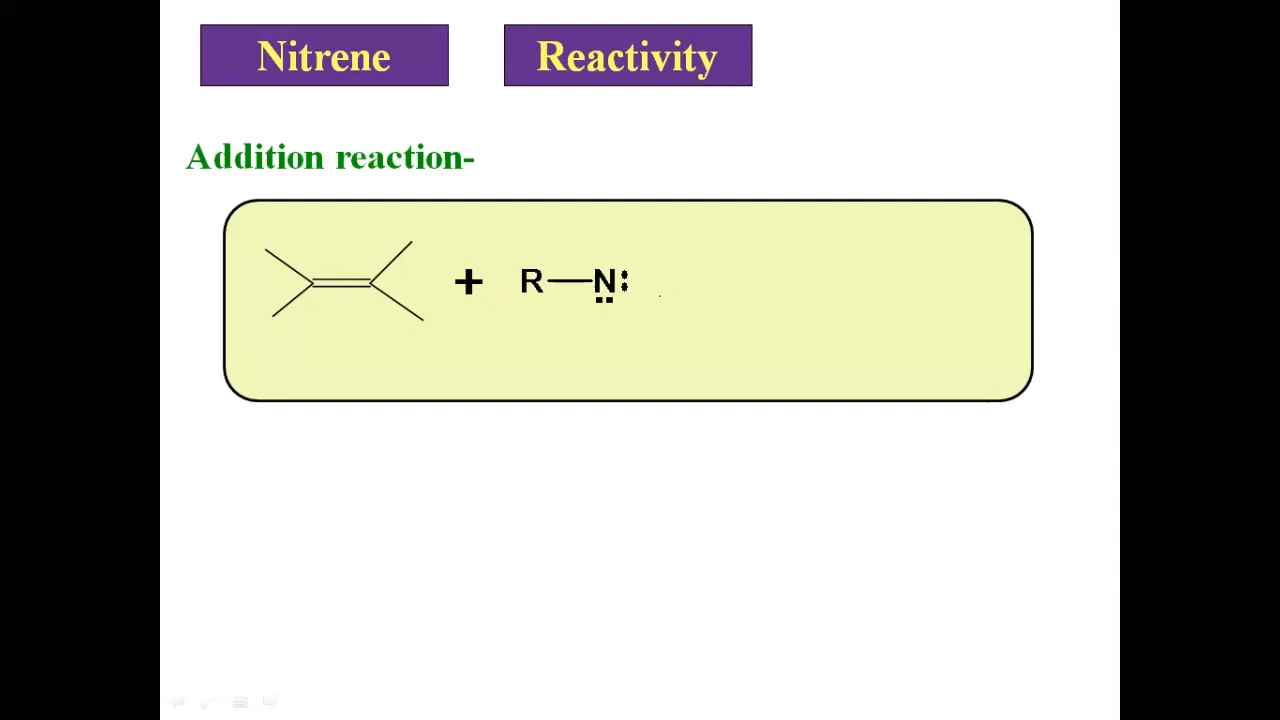 Nitrene Reactivity
Addition reaction-
+ R—N: